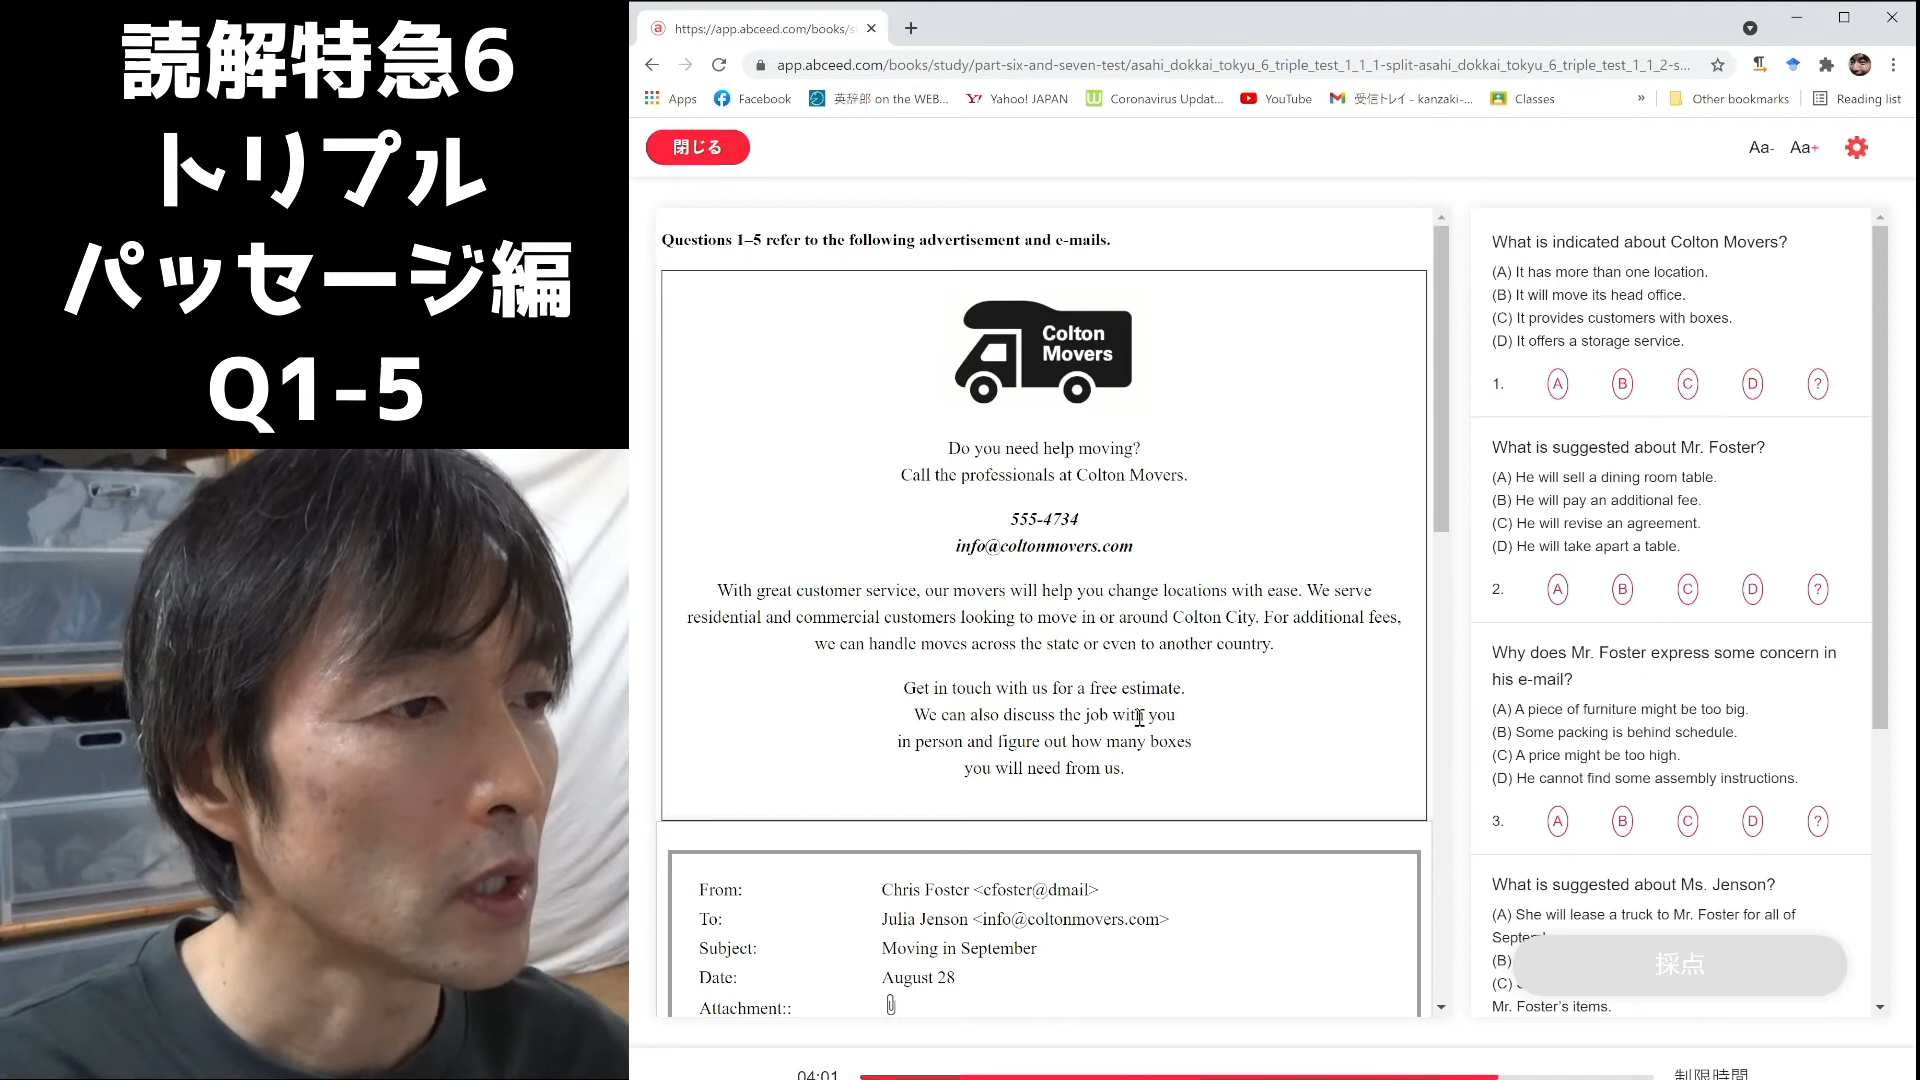 読解特急6
トリプル
パッセージ編
Q1-5
https://app.abceed.com/books/s
app.abceed.com/books/study/part-six-and-seven-test/asahi_dokkai_tokyu_6_triple_test_1_1_1-split-asahi_dokkai_tokyu_6_triple_test_1_1_2-s...
Apps
Facebook
英辞郎 on the WEB...
Yahoo! JAPAN
Coronavirus Updat...
YouTube
受信トレイ - kanzaki-...
Classes
»
Other bookmarks
Reading list
閉じる
Aa-
Aa+
Questions 1–5 refer to the following advertisement and e-mails.
Colton
Movers
Do you need help moving?
Call the professionals at Colton Movers.
555-4734
info@coltonmovers.com
With great customer service, our movers will help you change locations with ease. We serve
residential and commercial customers looking to move in or around Colton City. For additional fees,
we can handle moves across the state or even to another country.
Get in touch with us for a free estimate.
We can also discuss the job with you
in person and figure out how many boxes
you will need from us.
From: Chris Foster <cfoster@dmail>
To: Julia Jenson <info@coltonmovers.com>
Subject: Moving in September
Date: August 28
Attachment::
What is indicated about Colton Movers?
(A) It has more than one location.
(B) It will move its head office.
(C) It provides customers with boxes.
(D) It offers a storage service.
1. A B C D ?
What is suggested about Mr. Foster?
(A) He will sell a dining room table.
(B) He will pay an additional fee.
(C) He will revise an agreement.
(D) He will take apart a table.
2. A B C D ?
Why does Mr. Foster express some concern in
his e-mail?
(A) A piece of furniture might be too big.
(B) Some packing is behind schedule.
(C) A price might be too high.
(D) He cannot find some assembly instructions.
3. A B C D ?
What is suggested about Ms. Jenson?
(A) She will lease a truck to Mr. Foster for all of
(B)
(C)
Mr. Foster's items.
採点
04:01
制限時間